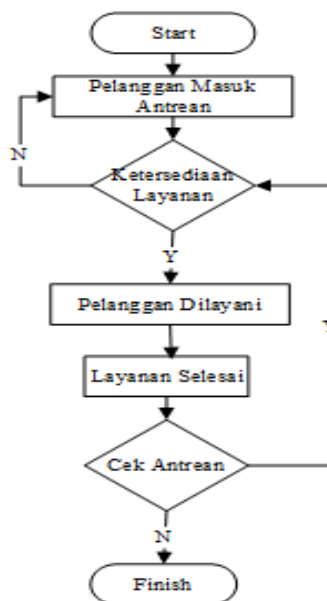 Start
Pelanggan Masuk
Antrean
N
Ketersediaan
Layanan
Y
Pelanggan Dilayani
Y
Layanan Selesai
Cek Antrean
N
Finish